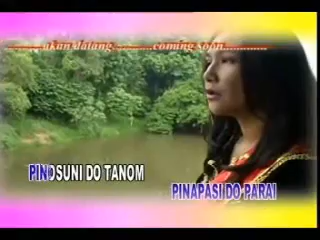 ............akan datang............coming soon...............
PINOSUNI DO TANOM
PINAPASI DO PARAI